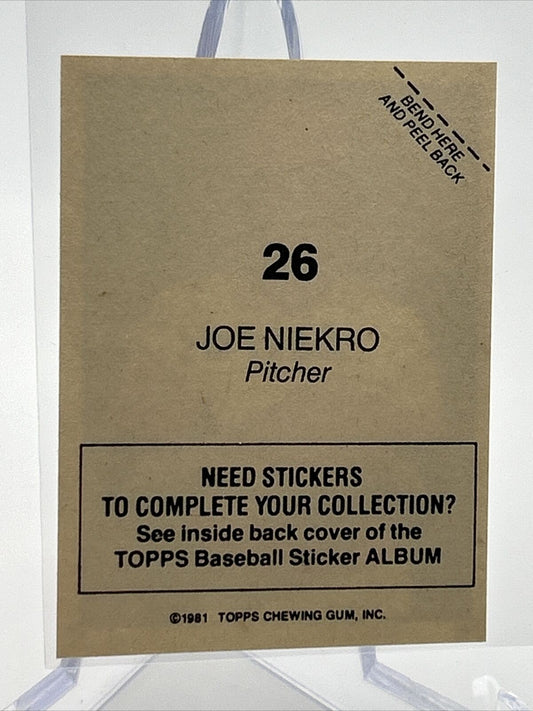 BEND HERE
AND PEEL BACK
26
JOE NIEKRO
Pitcher
NEED STICKERS
TO COMPLETE YOUR COLLECTION?
See inside back cover of the
TOPPS Baseball Sticker ALBUM
©1981 TOPPS CHEWING GUM, INC.